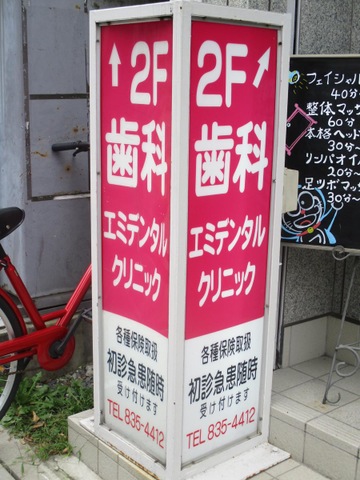 ↑2F
歯科
エミデンタル
クリニック
各種保険取扱
初診急患随時
受け付けます
TEL 835-4412
2F↗
歯科
エミデンタル
クリニック
各種保険取扱
初診急患随時
受け付けます
TEL 835-4412
フェイシャル
40分~
整体マッ
60分
本格ヘッ
30分~
リンパオイ
20分~
足ツボマ
30分~